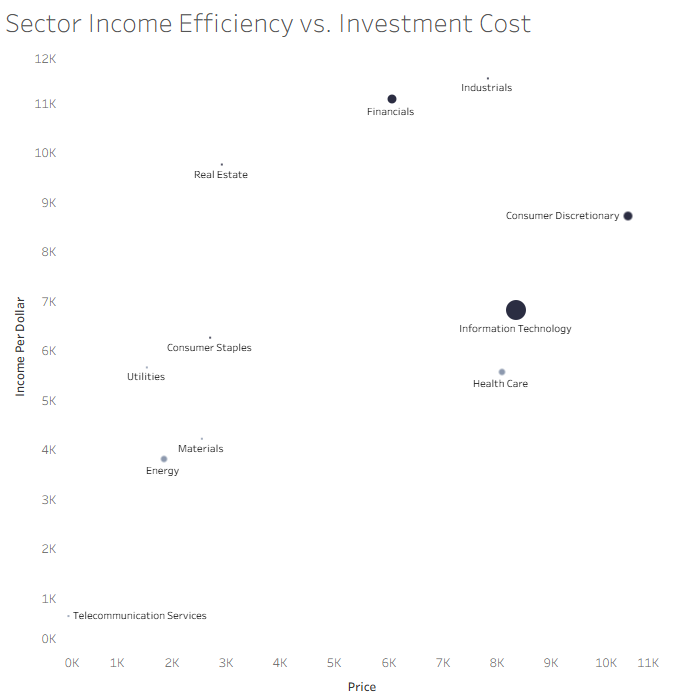 Sector Income Efficiency vs. Investment Cost
12K
Industrials
11K
Financials
10K
Real Estate
9K
Consumer Discretionary
8K
7K
Information Technology
Income Per Dollar
Consumer Staples
6K
Utilities
Health Care
5K
4K
Materials
Energy
3K
2K
1K
Telecommunication Services
0K
0K 1K 2K 3K 4K 5K 6K 7K 8K 9K 10K 11K
Price